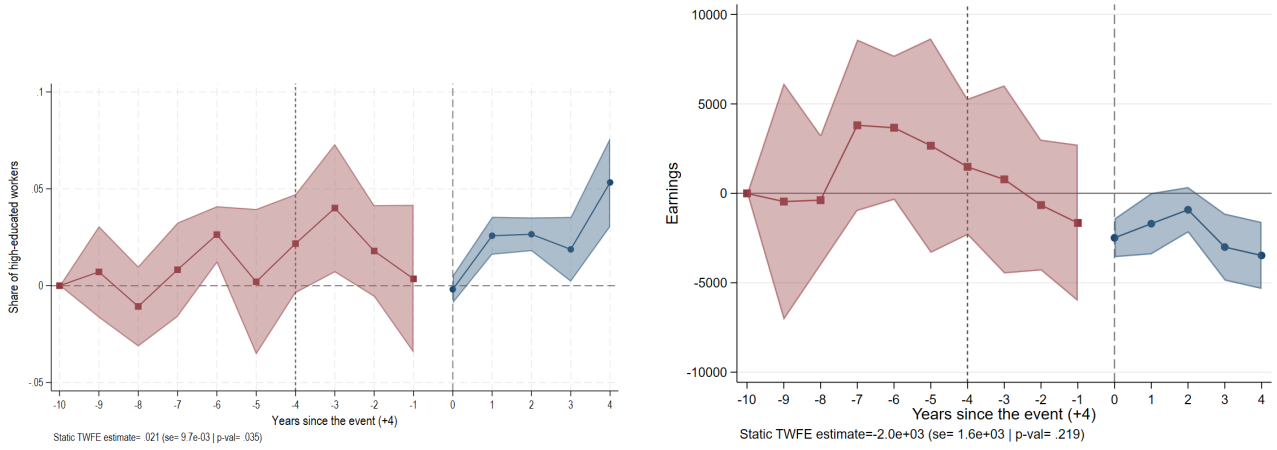 .1
.05
0
-.05
Share of high-educated workers
-10 -9 -8 -7 -6 -5 -4 -3 -2 -1 0 1 2 3 4
Years since the event (+4)
Static TWFE estimate= .021 (se= 9.7e-03 | p-val= .035)
10000
5000
0
-5000
-10000
Earnings
-10 -9 -8 -7 -6 -5 -4 -3 -2 -1 0 1 2 3 4
Years since the event (+4)
Static TWFE estimate=-2.0e+03 (se= 1.6e+03 | p-val= .219)